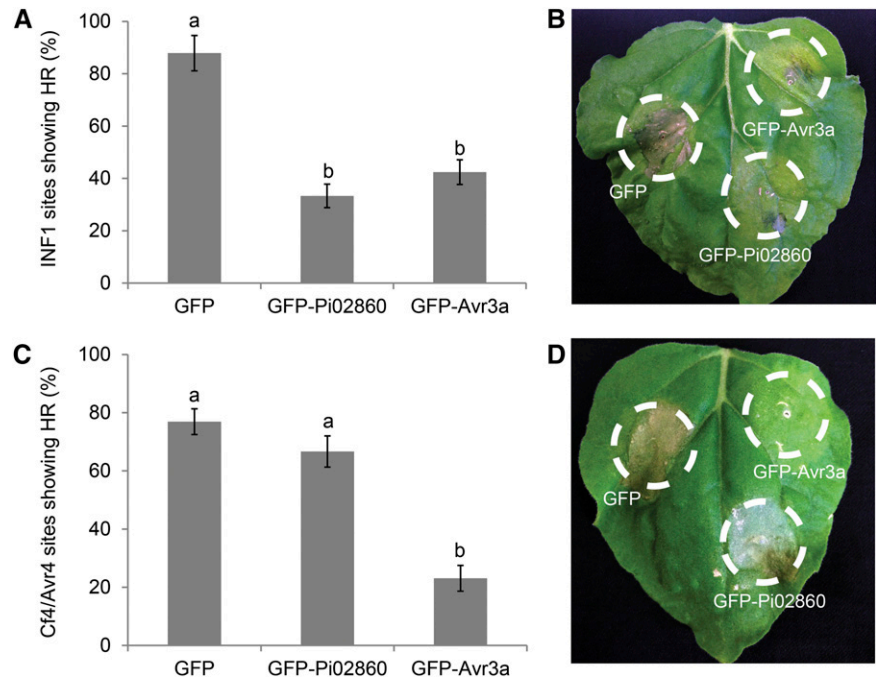 A
INF1 sites showing HR (%)
100
80
60
40
20
0
a
b
b
GFP
GFP-Pi02860
GFP-Avr3a
B
GFP-Avr3a
GFP
GFP-Pi02860
C
Cf4/Avr4 sites showing HR (%)
100
80
60
40
20
0
a
a
b
GFP
GFP-Pi02860
GFP-Avr3a
D
GFP-Avr3a
GFP
GFP-Pi02860